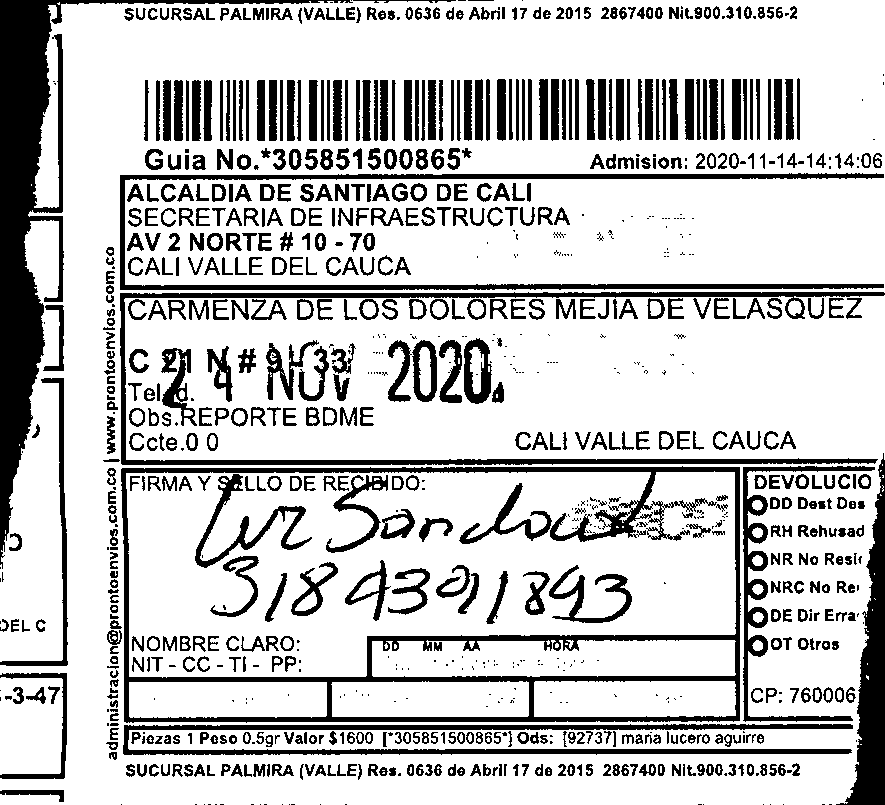 SUCURSAL PALMIRA (VALLE) Res. 0636 de Abril 17 de 2015 2867400 Nit.900.310.856-2
Guia No.*305851500865*
Admision: 2020-11-14-14:14:06
ALCALDIA DE SANTIAGO DE CALI
SECRETARIA DE INFRAESTRUCTURA
AV 2 NORTE # 10 - 70
CALI VALLE DEL CAUCA
administracion@prontoenvios.com.co | www.prontoenvios.com.co
CARMENZA DE LOS DOLORES MEJIA DE VELASQUEZ
C 21 N # 9 - 33
24 NOV 2020
Tel.
Obs.REPORTE BDME
Ccte.0 0
CALI VALLE DEL CAUCA
FIRMA Y SELLO DE RECIBIDO:
Luz Sandoval
3184391893
NOMBRE CLARO:
NIT - CC - TI - PP:
DD MM AA HORA
DEVOLUCIO
DD Dest Des
RH Rehusad
NR No Resi
NRC No Re
DE Dir Erra
OT Otros
CP: 760006
DEL C
-3-47
Piezas 1 Peso 0.5gr Valor $1600 [*305851500865*] Ods: [92737] maria lucero aguirre
SUCURSAL PALMIRA (VALLE) Res. 0636 de Abril 17 de 2015 2867400 Nit.900.310.856-2